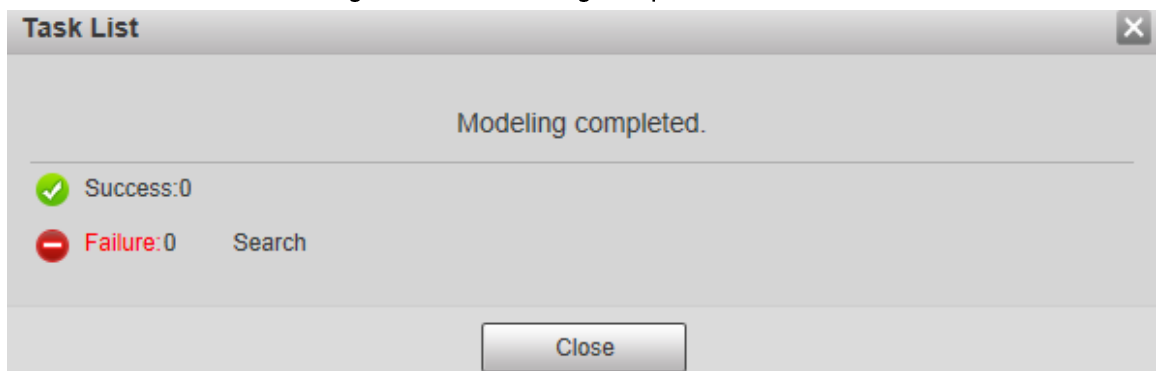 Task List
Modeling completed.
Success:0
Failure:0 Search
Close